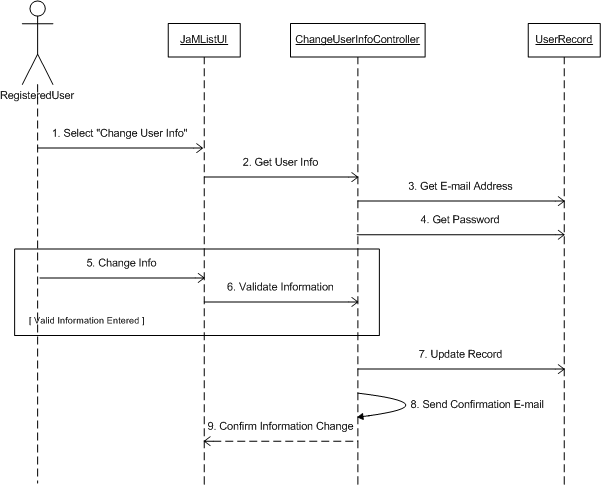 JaMListUI
ChangeUserInfoController
UserRecord
RegisteredUser
1. Select "Change User Info"
2. Get User Info
3. Get E-mail Address
4. Get Password
5. Change Info
6. Validate Information
[ Valid Information Entered ]
7. Update Record
8. Send Confirmation E-mail
9. Confirm Information Change